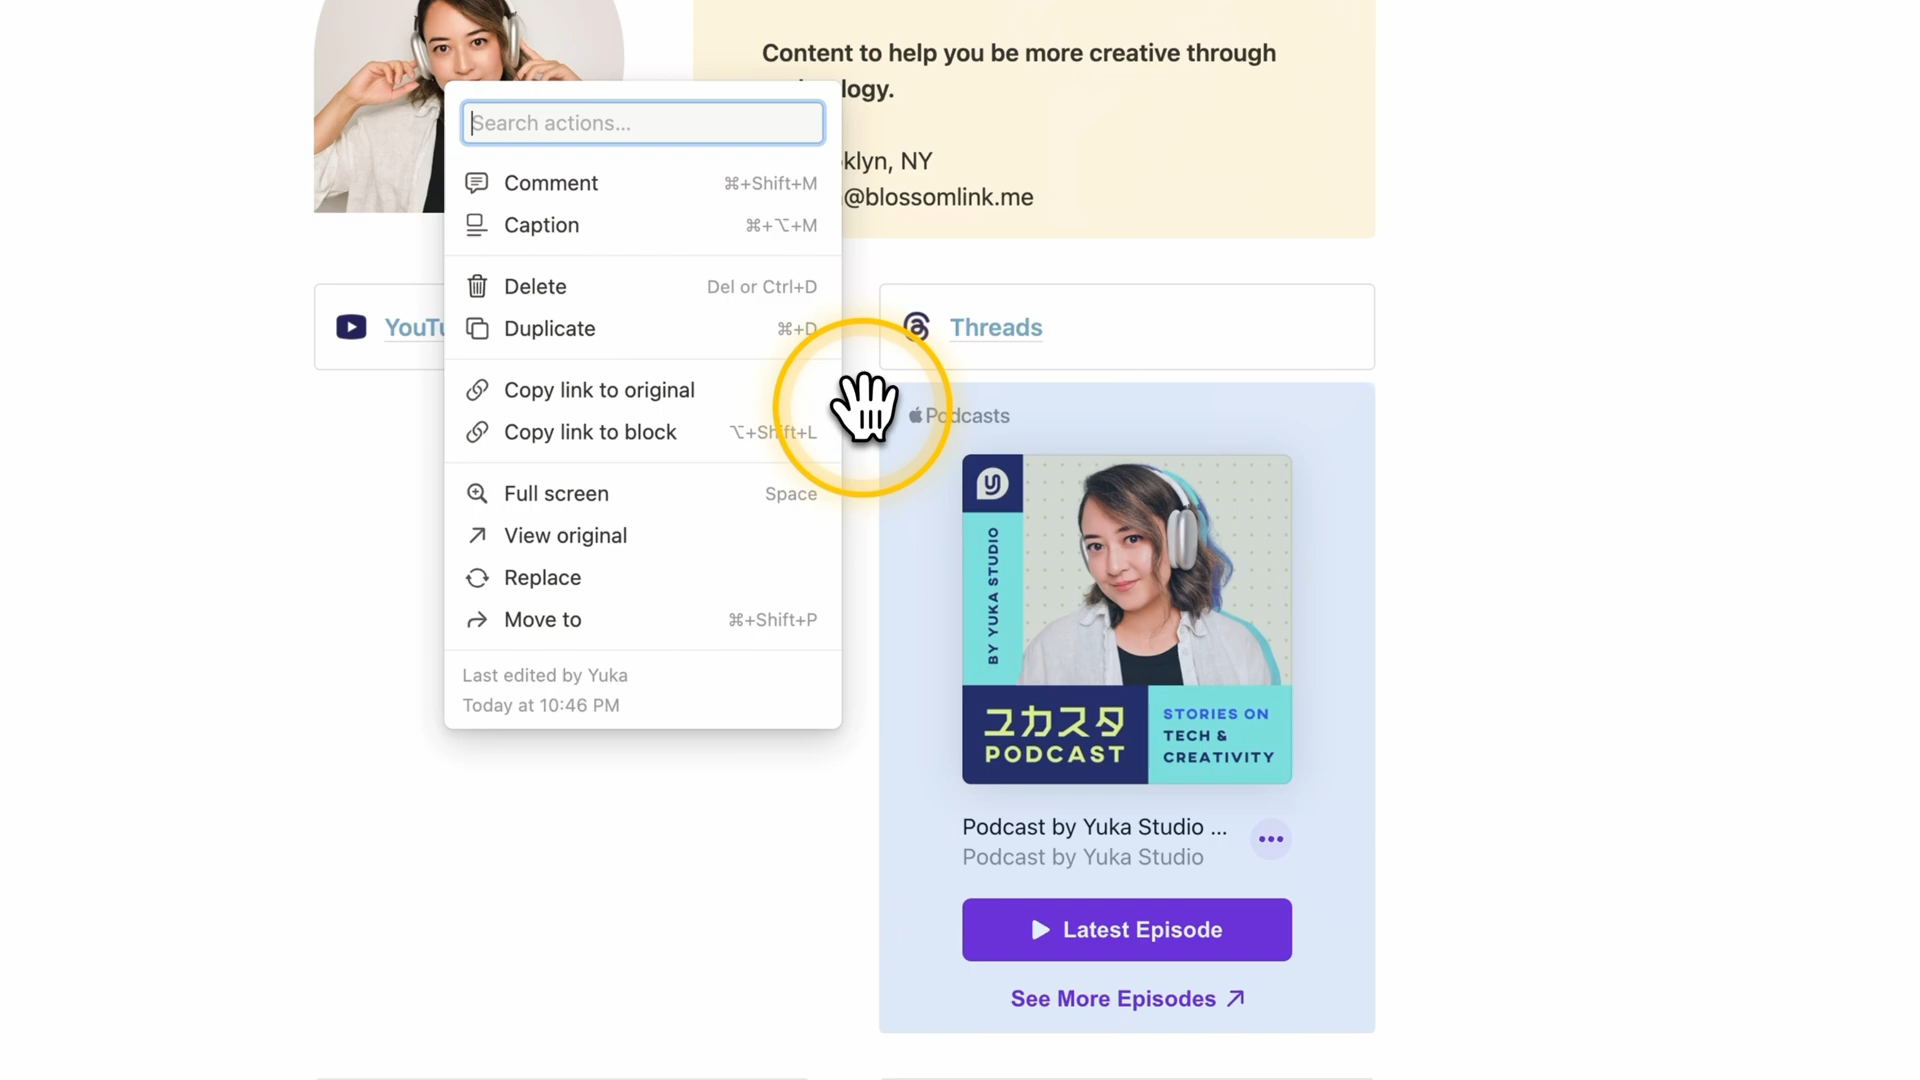 Content to help you be more creative through
logy.
klyn, NY
@blossomlink.me
Search actions...
Comment ⌘+Shift+M
Caption ⌘+⌥+M
Delete Del or Ctrl+D
Duplicate ⌘+D
Copy link to original
Copy link to block ⌥+Shift+L
Full screen Space
View original
Replace
Move to ⌘+Shift+P
Last edited by Yuka
Today at 10:46 PM
YouTu
Threads
Podcasts
BY YUKA STUDIO
ユカスタ
PODCAST
STORIES ON
TECH &
CREATIVITY
Podcast by Yuka Studio ...
Podcast by Yuka Studio
Latest Episode
See More Episodes